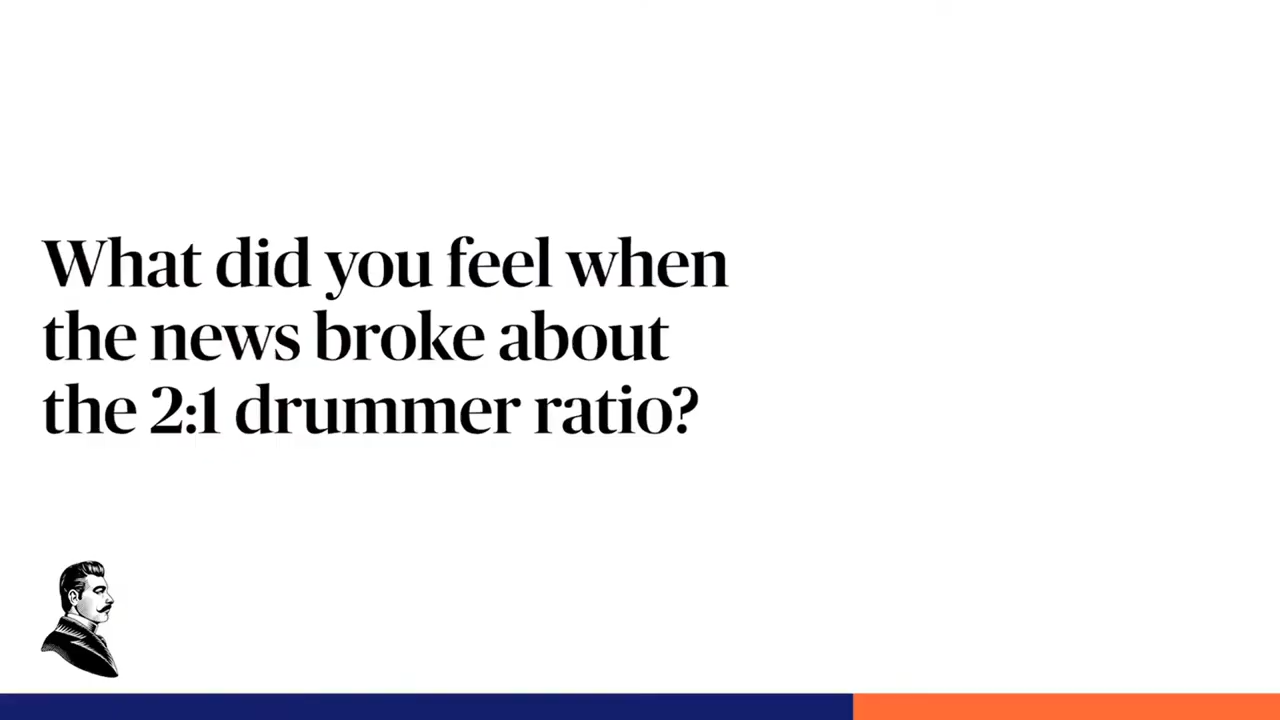 What did you feel when
the news broke about
the 2:1 drummer ratio?